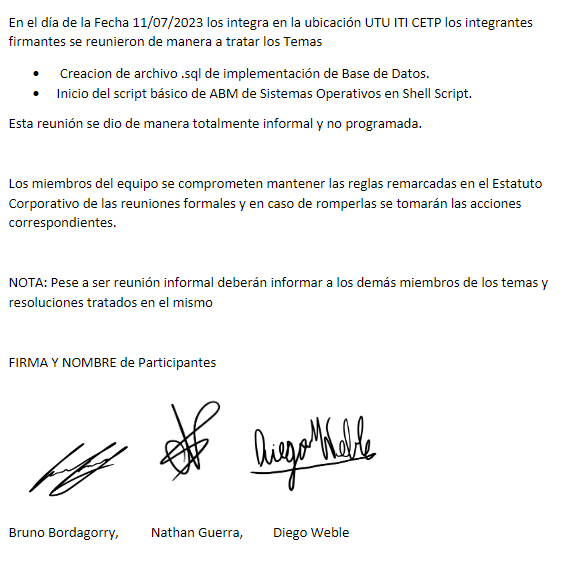 En el día de la Fecha 11/07/2023 los integra en la ubicación UTU ITI CETP los integrantes
firmantes se reunieron de manera a tratar los Temas
• Creacion de archivo .sql de implementación de Base de Datos.
• Inicio del script básico de ABM de Sistemas Operativos en Shell Script.
Esta reunión se dio de manera totalmente informal y no programada.
Los miembros del equipo se comprometen mantener las reglas remarcadas en el Estatuto
Corporativo de las reuniones formales y en caso de romperlas se tomarán las acciones
correspondientes.
NOTA: Pese a ser reunión informal deberán informar a los demás miembros de los temas y
resoluciones tratados en el mismo
FIRMA Y NOMBRE de Participantes
Diego Weble
Bruno Bordagorry, Nathan Guerra, Diego Weble